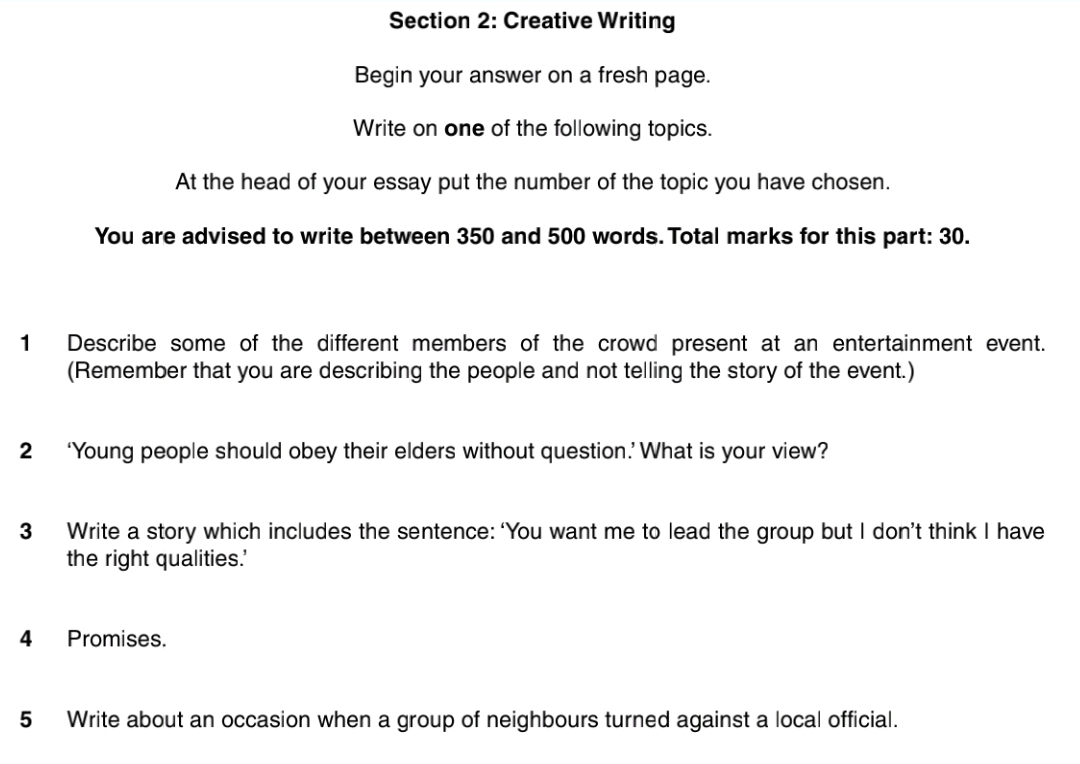 Section 2: Creative Writing
Begin your answer on a fresh page.
Write on one of the following topics.
At the head of your essay put the number of the topic you have chosen.
You are advised to write between 350 and 500 words. Total marks for this part: 30.
1 Describe some of the different members of the crowd present at an entertainment event.
(Remember that you are describing the people and not telling the story of the event.)
2 ‘Young people should obey their elders without question.’ What is your view?
3 Write a story which includes the sentence: ‘You want me to lead the group but I don’t think I have
the right qualities.’
4 Promises.
5 Write about an occasion when a group of neighbours turned against a local official.